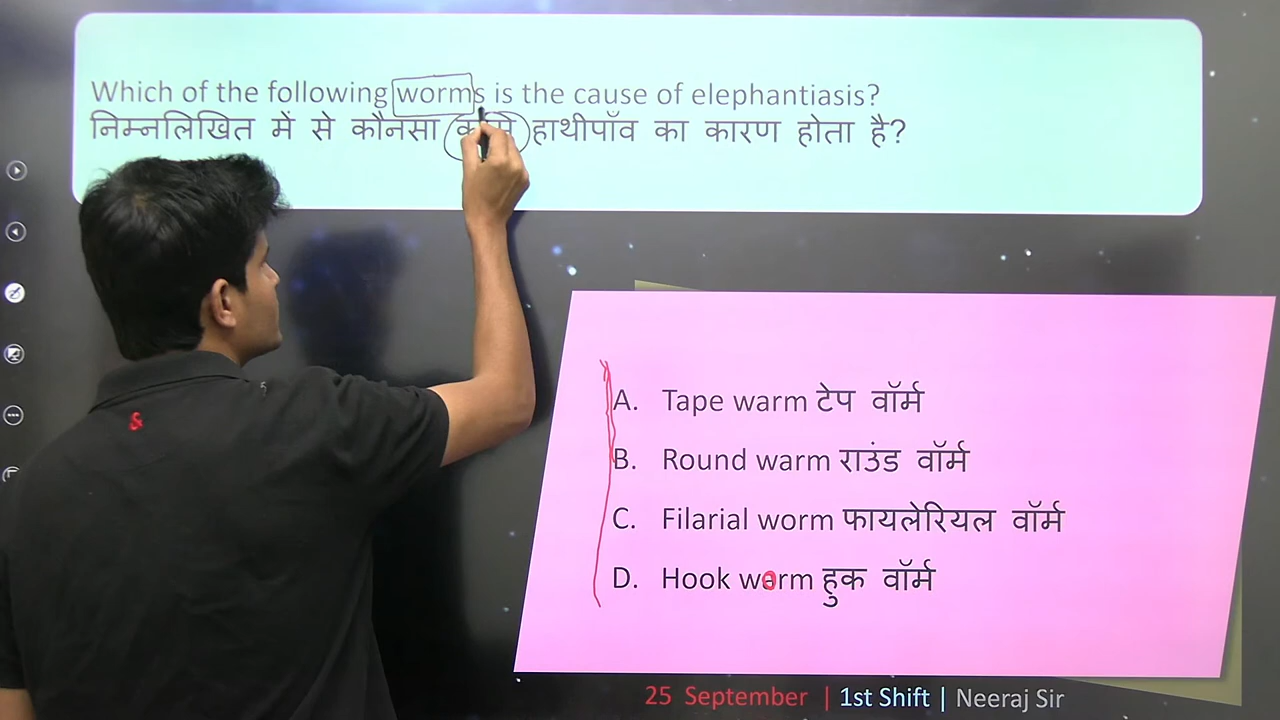 Which of the following worms is the cause of elephantiasis?
निम्नलिखित में से कौनसा हाथीपाँव का कारण होता है?
A. Tape warm टेप वॉर्म
B. Round warm राउंड वॉर्म
C. Filarial worm फायलेरियल वॉर्म
D. Hook worm हुक वॉर्म
25 September | 1st Shift | Neeraj Sir